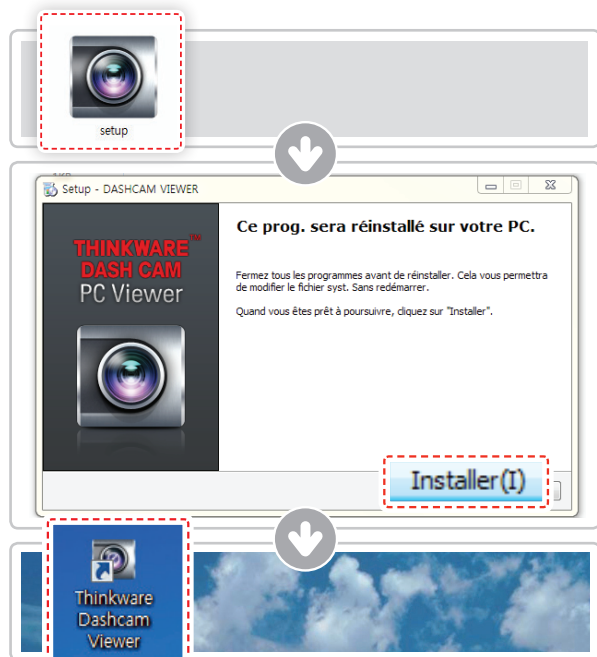 setup
Setup - DASHCAM VIEWER
THINKWARE™
DASH CAM
PC Viewer
Ce prog. sera réinstallé sur votre PC.
Fermez tous les programmes avant de réinstaller. Cela vous permettra
de modifier le fichier syst. Sans redémarrer.
Quand vous êtes prêt à poursuivre, cliquez sur "Installer".
Installer(I)
Thinkware
Dashcam
Viewer